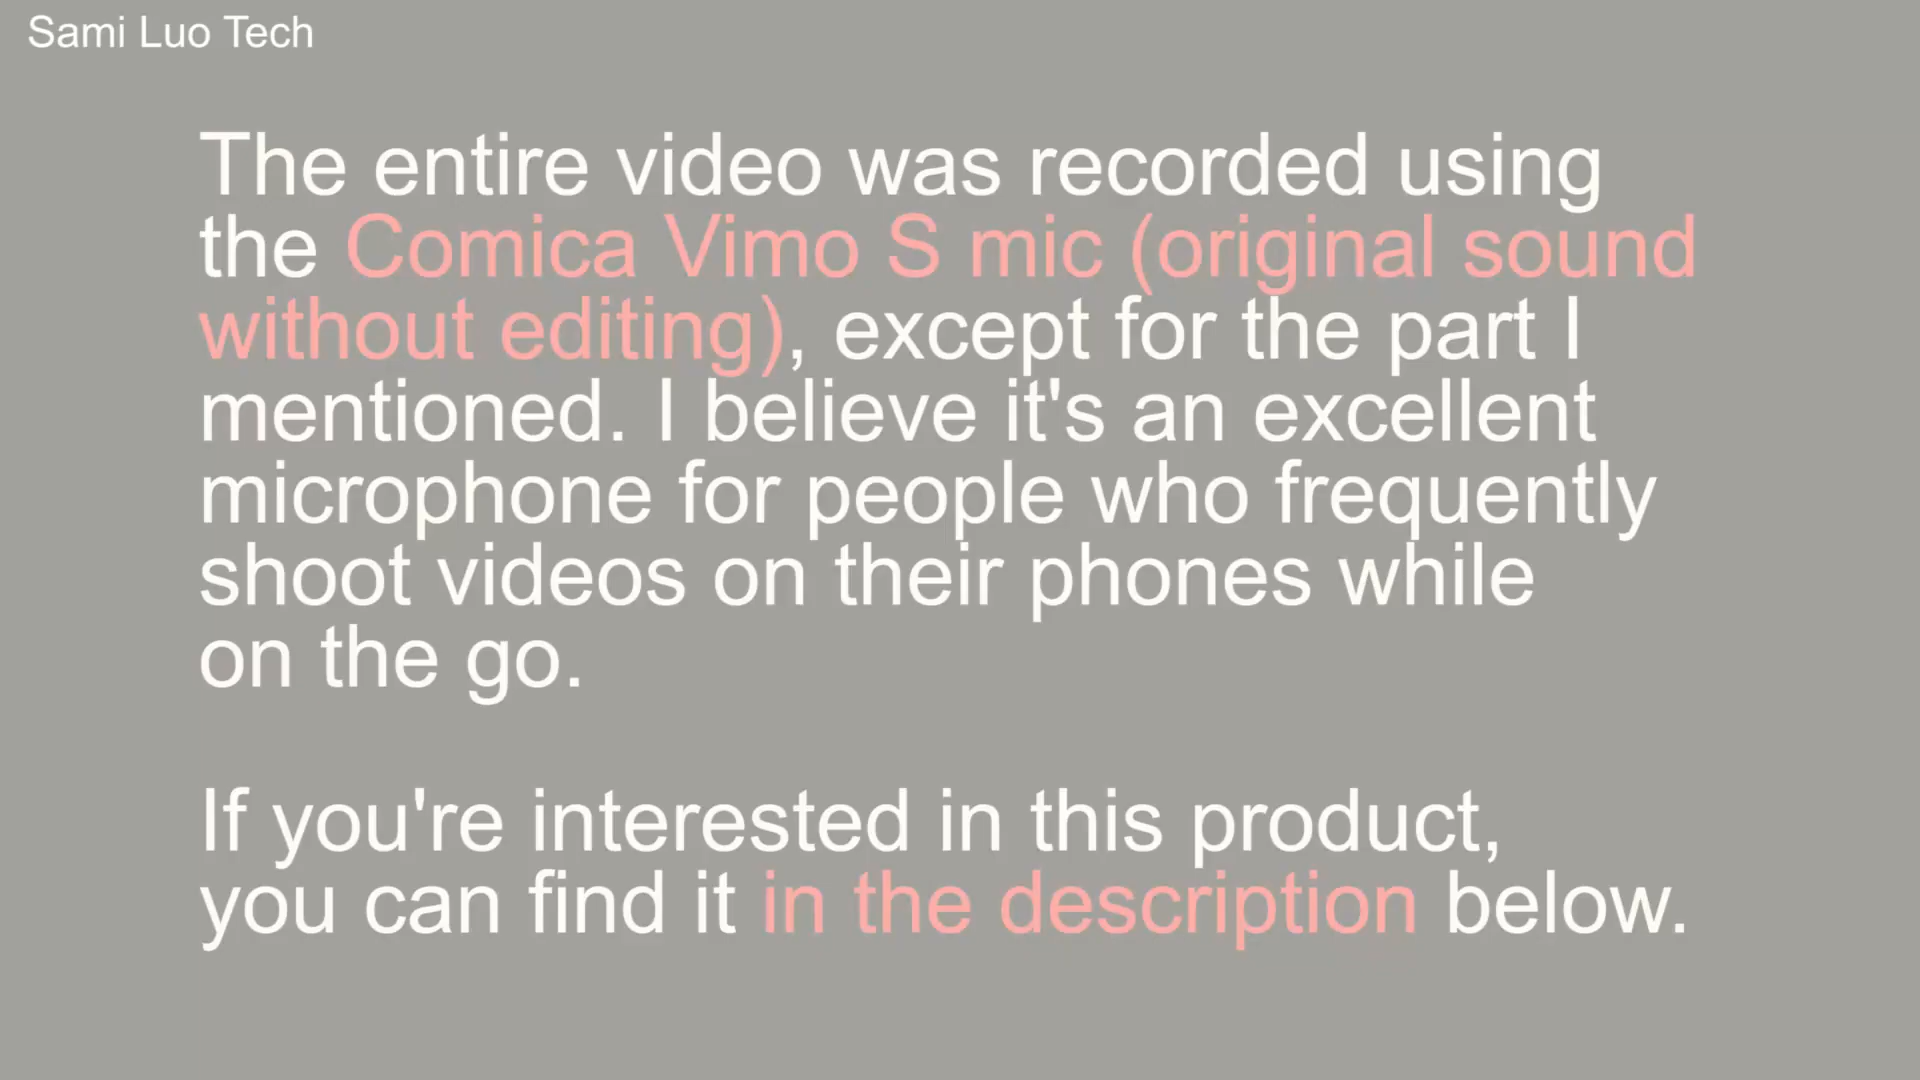 Sami Luo Tech
The entire video was recorded using
the Comica Vimo S mic (original sound
without editing), except for the part I
mentioned. I believe it's an excellent
microphone for people who frequently
shoot videos on their phones while
on the go.
If you're interested in this product,
you can find it in the description below.